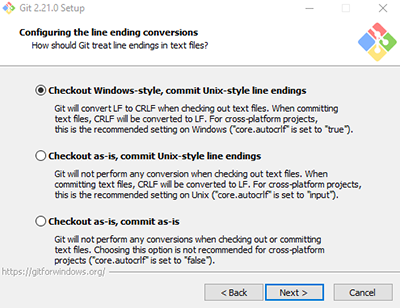 Git 2.21.0 Setup
Configuring the line ending conversions
How should Git treat line endings in text files?
Checkout Windows-style, commit Unix-style line endings
Git will convert LF to CRLF when checking out text files. When committing
text files, CRLF will be converted to LF. For cross-platform projects,
this is the recommended setting on Windows ("core.autocrlf" is set to "true").
Checkout as-is, commit Unix-style line endings
Git will not perform any conversion when checking out text files. When
committing text files, CRLF will be converted to LF. For cross-platform projects,
this is the recommended setting on Unix ("core.autocrlf" is set to "input").
Checkout as-is, commit as-is
Git will not perform any conversions when checking out or committing
text files. Choosing this option is not recommended for cross-platform
projects ("core.autocrlf" is set to "false").
https://gitforwindows.org/
< Back Next > Cancel